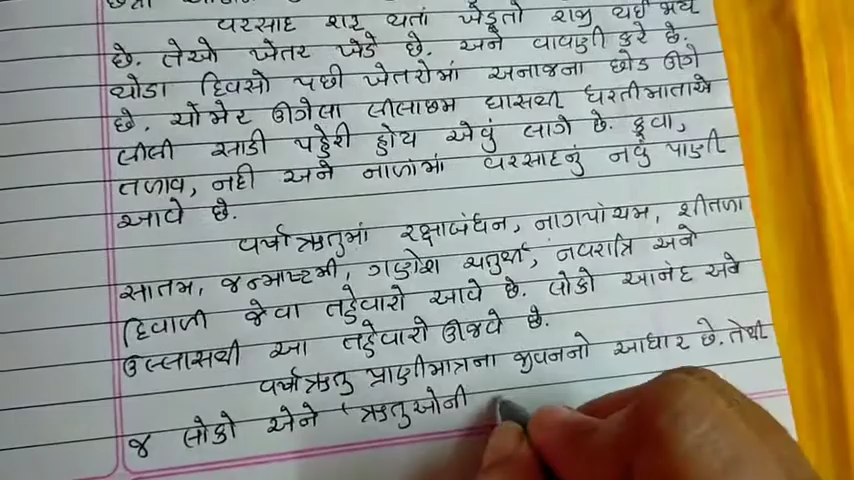 વરસાદ શરૂ થતાં ખેડૂતો રાજી થઈ જાય
છે. તેઓ ખેતર ખેડે છે. અને વાવણી કરે છે.
થોડા દિવસો પછી ખેતરોમાં અનાજના છોડ ઊગે
છે. ચોમેર ઊગેલા લીલાછમ ઘાસથી ધરતીમાતાએ
લીલી સાડી પહેરી હોય એવું લાગે છે. કૂવા,
તળાવ, નદી અને નાળાંમાં વરસાદનું નવું પાણી
આવે છે.
વર્ષાઋતુમાં રક્ષાબંધન, નાગપાંચમ, શીતળા
સાતમ, જન્માષ્ટમી, ગણેશ ચતુર્થી, નવરાત્રિ અને
દિવાળી જેવા તહેવારો આવે છે. લોકો આનંદ અને
ઉલ્લાસથી આ તહેવારો ઊજવે છે.
વર્ષાઋતુ પ્રાણીમાત્રના જીવનનો આધાર છે. તેથી
જ લોકો એને 'ઋતુઓની